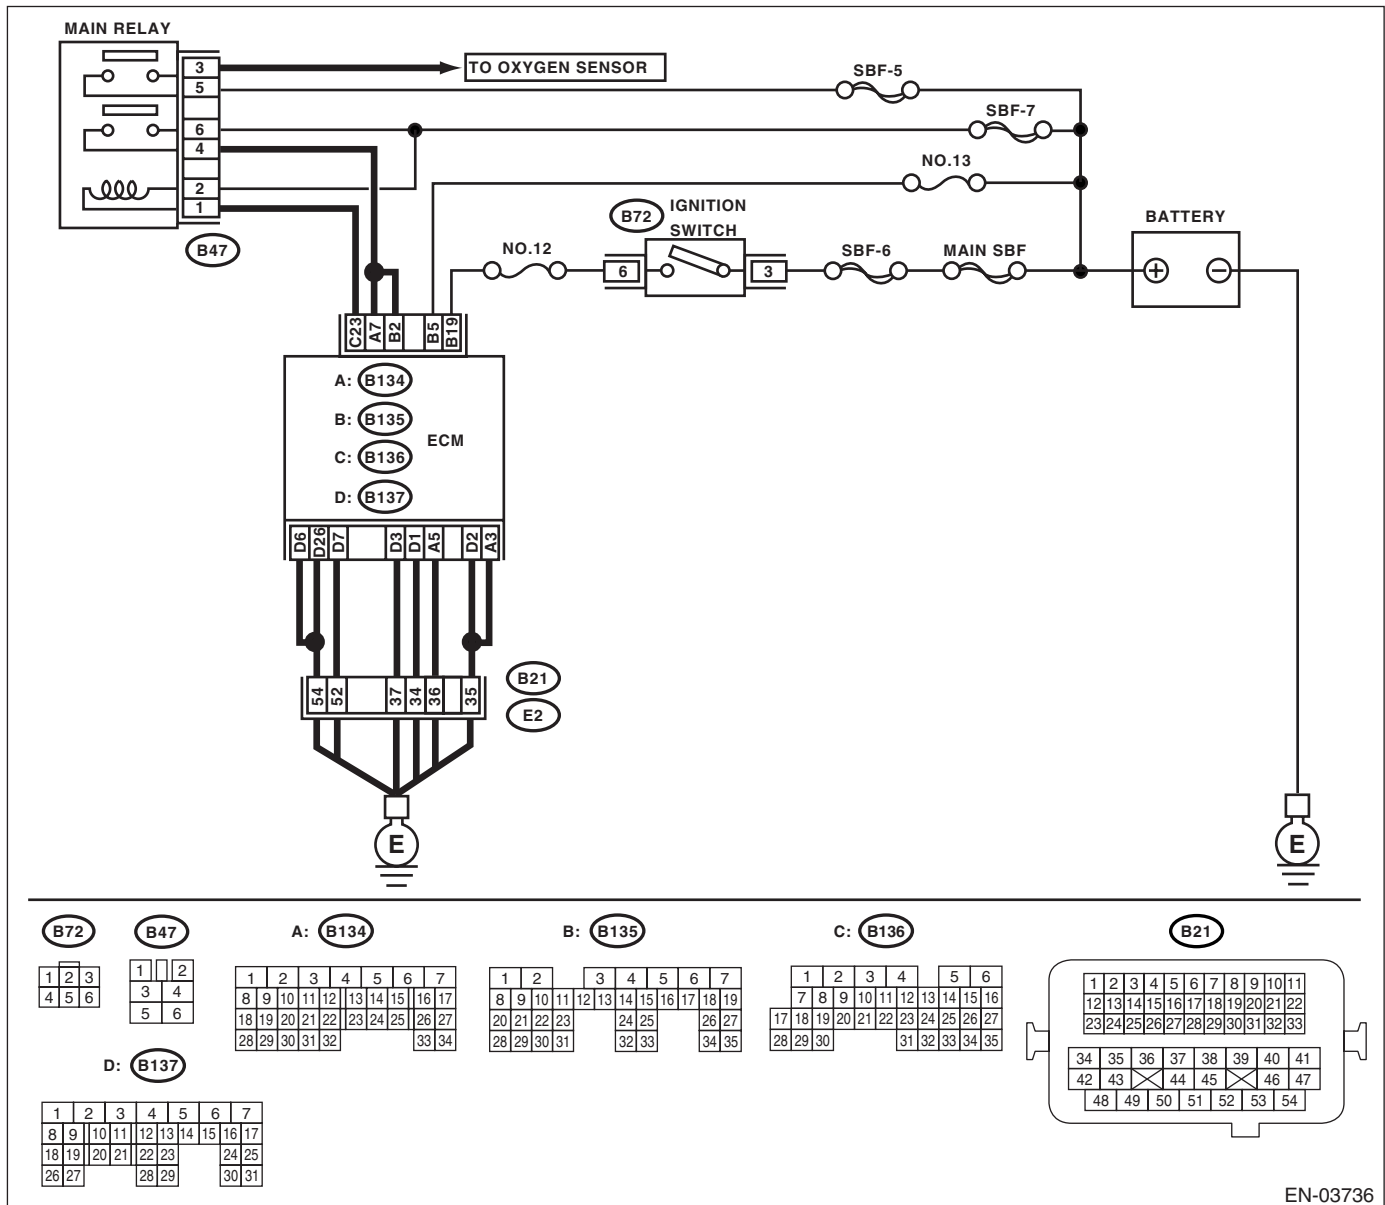 MAIN RELAY
3
TO OXYGEN SENSOR
5
SBF-5
6
SBF-7
4
NO.13
2
1
B47
B72 IGNITION SWITCH
BATTERY
NO.12
6
3
SBF-6
MAIN SBF
+
−
C23 A7 B2 B5 B19
A: B134
B: B135
C: B136
D: B137
ECM
D6 D26 D7 D3 D1 A5 D2 A3
54 52 37 34 36 35
B21
E2
E
E
B72
1 2 3
4 5 6
B47
1 2
3 4
5 6
A: B134
1 2 3 4 5 6 7
8 9 10 11 12 13 14 15 16 17
18 19 20 21 22 23 24 25 26 27
28 29 30 31 32 33 34
B: B135
1 2 3 4 5 6 7
8 9 10 11 12 13 14 15 16 17 18 19
20 21 22 23 24 25 26 27
28 29 30 31 32 33 34 35
C: B136
1 2 3 4 5 6
7 8 9 10 11 12 13 14 15 16
17 18 19 20 21 22 23 24 25 26 27
28 29 30 31 32 33 34 35
B21
1 2 3 4 5 6 7 8 9 10 11
12 13 14 15 16 17 18 19 20 21 22
23 24 25 26 27 28 29 30 31 32 33
34 35 36 37 38 39 40 41
42 43 44 45 46 47
48 49 50 51 52 53 54
D: B137
1 2 3 4 5 6 7
8 9 10 11 12 13 14 15 16 17
18 19 20 21 22 23 24 25
26 27 28 29 30 31
EN-03736